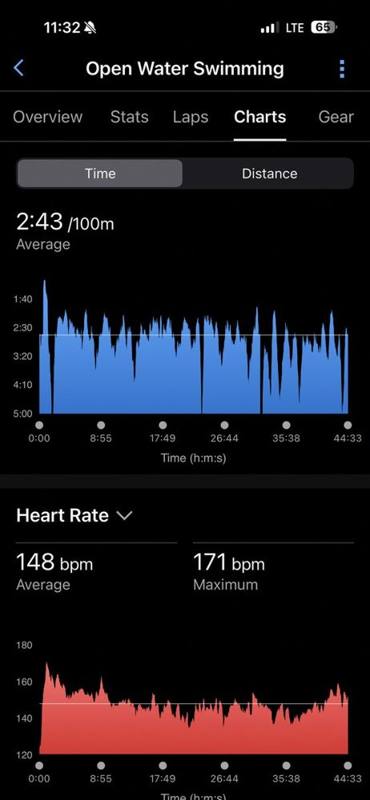 11:32 LTE 65
Open Water Swimming
Overview Stats Laps Charts Gear
Time Distance
2:43 /100m
Average
1:40
2:30
3:20
4:10
5:00
0:00 8:55 17:49 26:44 35:38 44:33
Time (h:m:s)
Heart Rate
148 bpm 171 bpm
Average Maximum
180
160
140
120
0:00 8:55 17:49 26:44 35:38 44:33
Time (h:m:s)